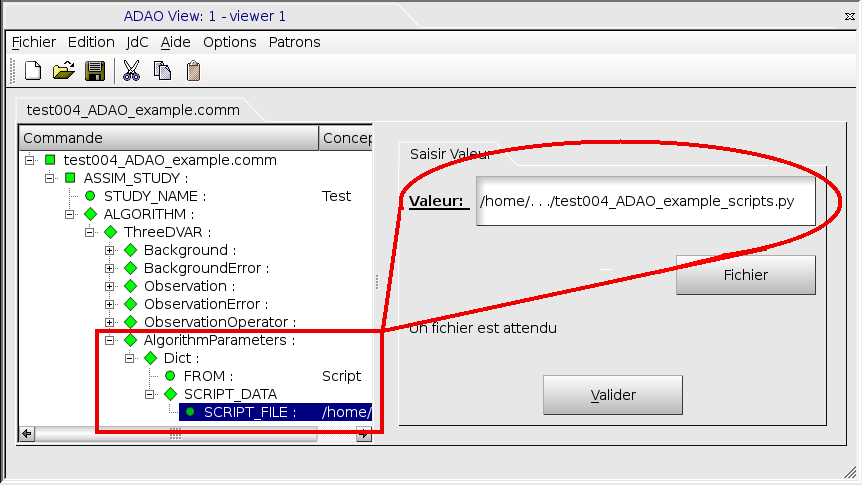 ADAO View: 1 - viewer 1
Fichier Edition JdC Aide Options Patrons
test004_ADAO_example.comm
Commande Concep
test004_ADAO_example.comm
ASSIM_STUDY :
STUDY_NAME : Test
ALGORITHM :
ThreeDVAR :
Background :
BackgroundError :
Observation :
ObservationError :
ObservationOperator :
AlgorithmParameters :
Dict :
FROM : Script
SCRIPT_DATA
SCRIPT_FILE : /home/
Saisir Valeur
Valeur: /home/. . ./test004_ADAO_example_scripts.py
Fichier
Un fichier est attendu
Valider